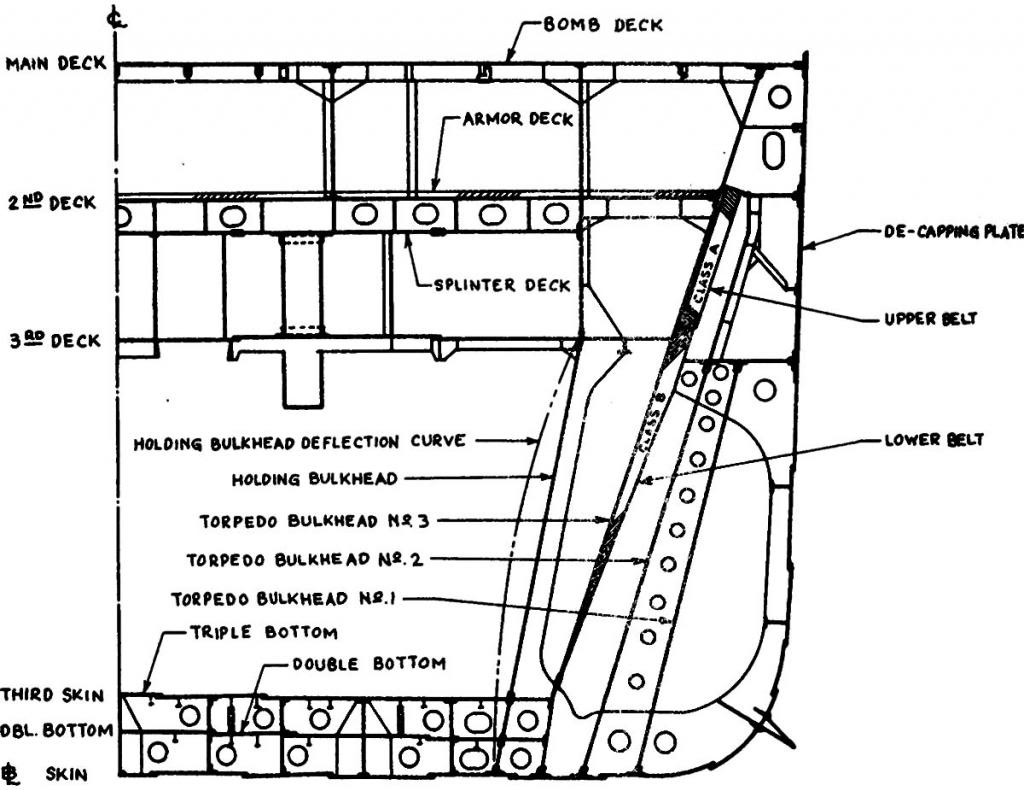 ℄
BOMB DECK
MAIN DECK
ARMOR DECK
2ND DECK
DE-CAPPING PLATE
CLASS A
SPLINTER DECK
UPPER BELT
3RD DECK
CLASS B
HOLDING BULKHEAD DEFLECTION CURVE
LOWER BELT
HOLDING BULKHEAD
TORPEDO BULKHEAD No. 3
TORPEDO BULKHEAD No. 2
TORPEDO BULKHEAD No. 1
TRIPLE BOTTOM
DOUBLE BOTTOM
THIRD SKIN
DBL. BOTTOM
BL SKIN